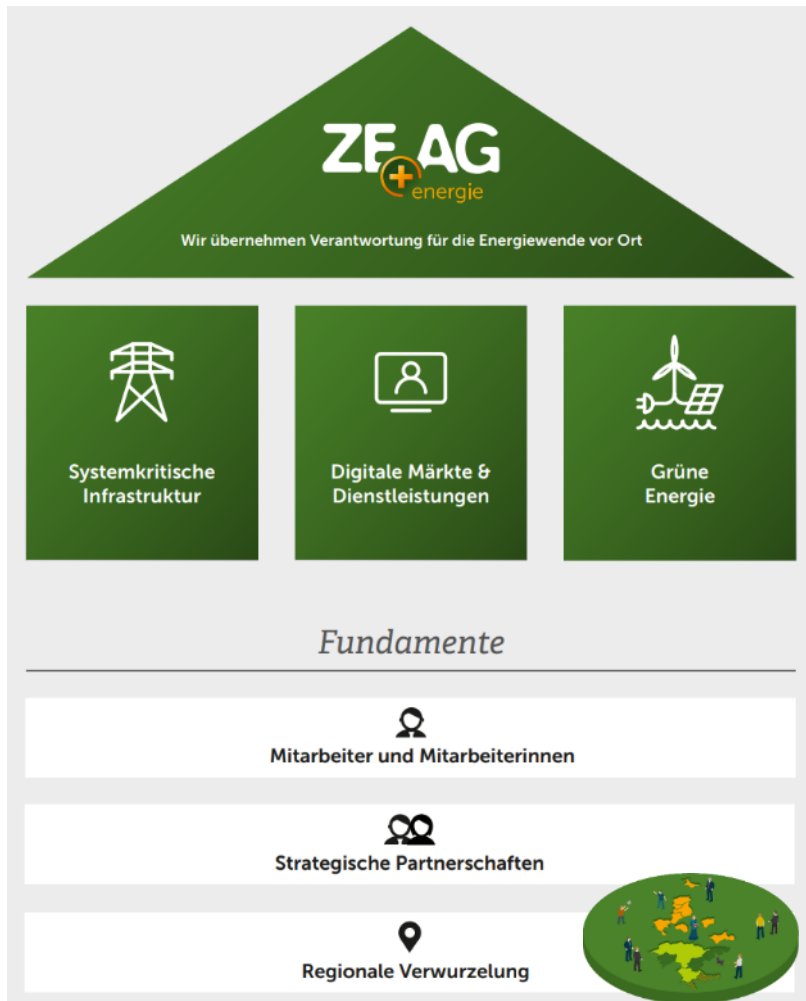 ZEAG
energie
Wir übernehmen Verantwortung für die Energiewende vor Ort
Systemkritische
Infrastruktur
Digitale Märkte &
Dienstleistungen
Grüne
Energie
Fundamente
Mitarbeiter und Mitarbeiterinnen
Strategische Partnerschaften
Regionale Verwurzelung